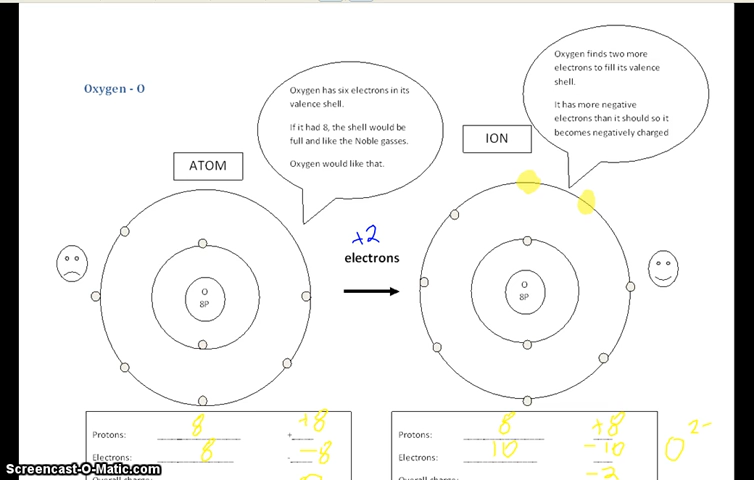 Oxygen - O
Oxygen has six electrons in its
valence shell.
If it had 8, the shell would be
full and like the Noble gasses.
Oxygen would like that.
Oxygen finds two more
electrons to fill its valence
shell.
It has more negative
electrons than it should so it
becomes negatively charged
ATOM
ION
+2
electrons
O
8P
O
8P
Protons: 8 +8
Electrons: 8 -8
Protons: 8 +8
Electrons: 10 -10
-2
O 2-
Screencast-O-Matic.com